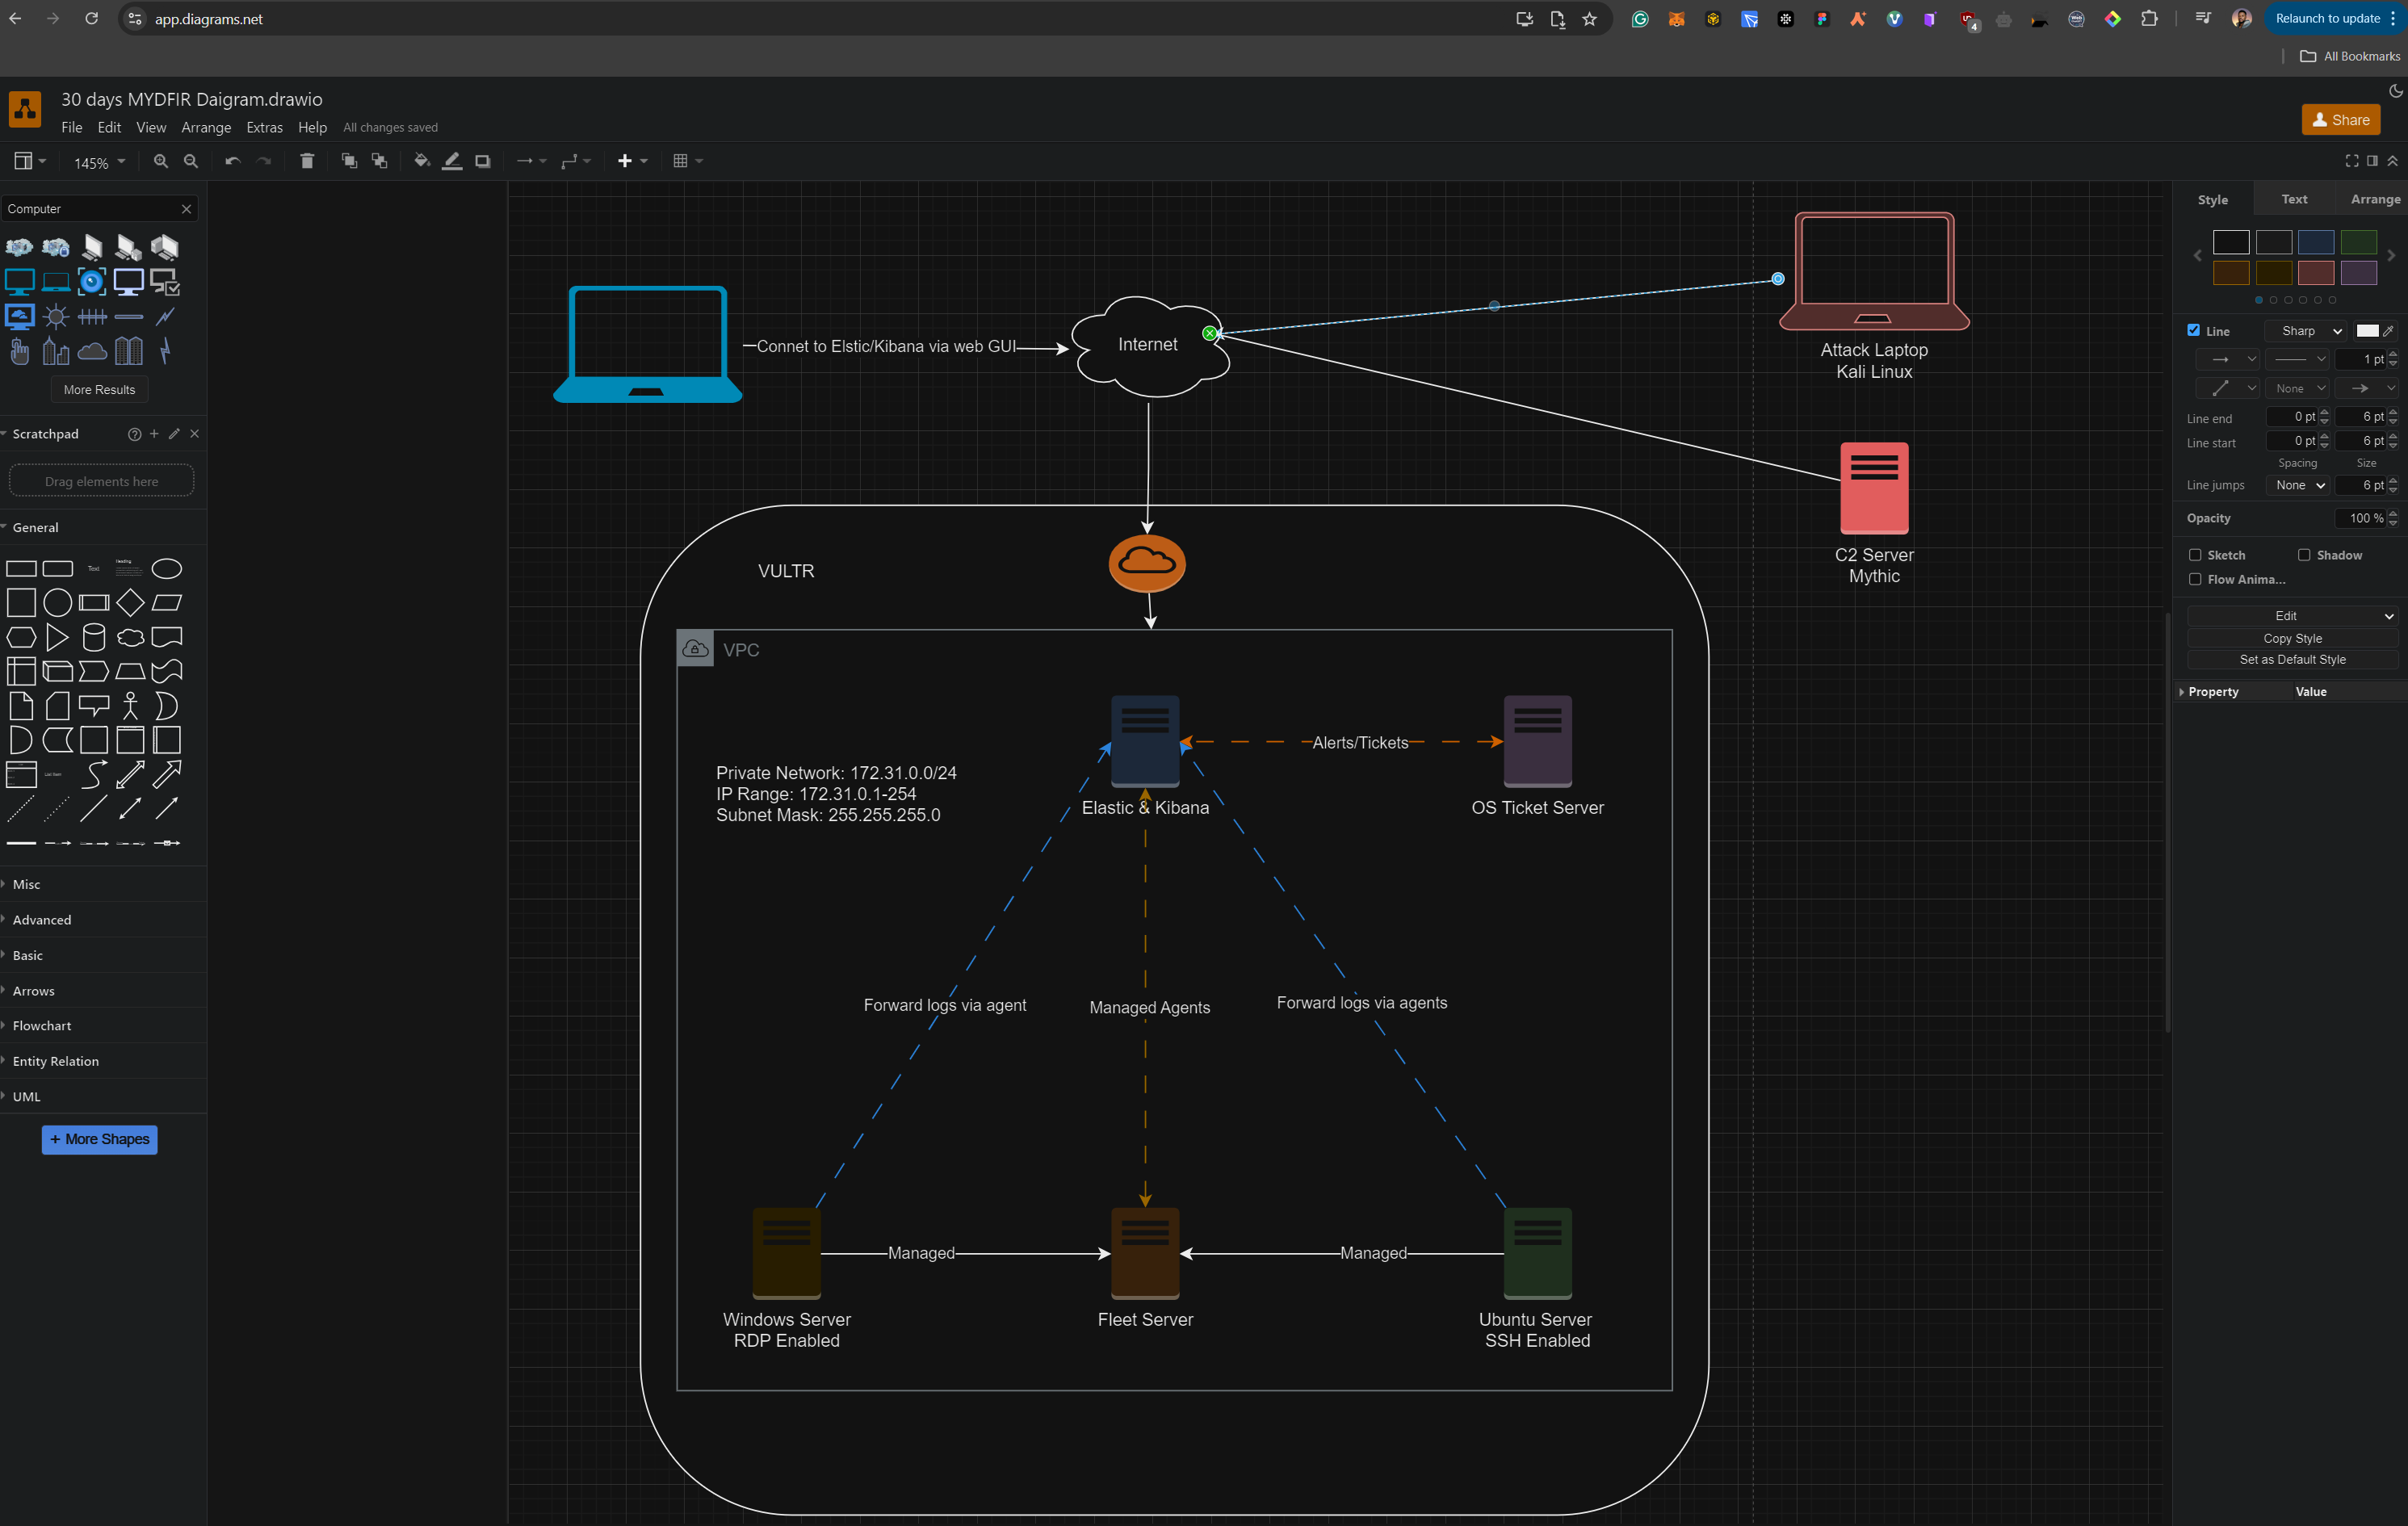 app.diagrams.net
4
Relaunch to update
All Bookmarks
30 days MYDFIR Daigram.drawio
File Edit View Arrange Extras Help All changes saved
Share
145%
Computer
More Results
Scratchpad
Drag elements here
General
Text
Heading
List Item
Misc
Advanced
Basic
Arrows
Flowchart
Entity Relation
UML
+ More Shapes
Connet to Elstic/Kibana via web GUI
Internet
Attack Laptop
Kali Linux
C2 Server
Mythic
VULTR
VPC
Private Network: 172.31.0.0/24
IP Range: 172.31.0.1-254
Subnet Mask: 255.255.255.0
Elastic & Kibana
Alerts/Tickets
OS Ticket Server
Forward logs via agent
Managed Agents
Forward logs via agents
Managed
Managed
Windows Server
RDP Enabled
Fleet Server
Ubuntu Server
SSH Enabled
Style Text Arrange
Line Sharp
1 pt
None
Line end 0 pt 6 pt
Line start 0 pt 6 pt
Spacing Size
Line jumps None 6 pt
Opacity 100 %
Sketch Shadow
Flow Anima...
Edit
Copy Style
Set as Default Style
Property Value